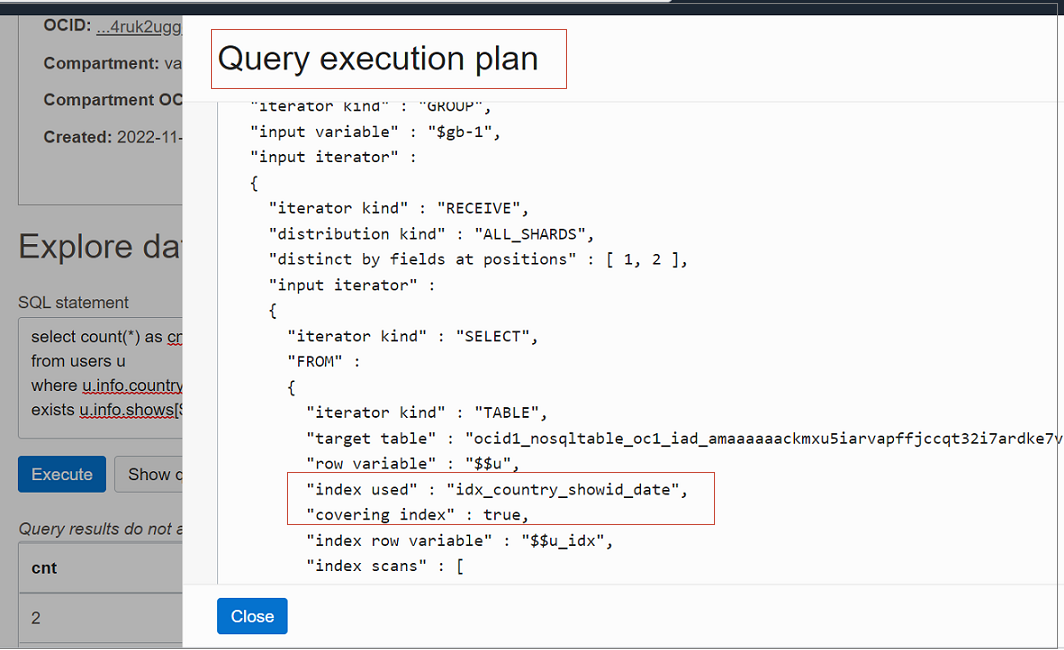 OCID: ...4ruk2ugg
Compartment: va
Compartment OC
Created: 2022-11-
Explore da
SQL statement
select count(*) as cn
from users u
where u.info.country
exists u.info.shows[$
Execute
Show q
Query results do not a
cnt
2
Query execution plan
"iterator kind" : "GROUP",
"input variable" : "$gb-1",
"input iterator" :
{
"iterator kind" : "RECEIVE",
"distribution kind" : "ALL_SHARDS",
"distinct by fields at positions" : [ 1, 2 ],
"input iterator" :
{
"iterator kind" : "SELECT",
"FROM" :
{
"iterator kind" : "TABLE",
"target table" : "ocid1_nosqltable_oc1_iad_amaaaaaackmxu5iarvapffjccqt32i7ardke7v
"row variable" : "$$u",
"index used" : "idx_country_showid_date",
"covering index" : true,
"index row variable" : "$$u_idx",
"index scans" : [
Close